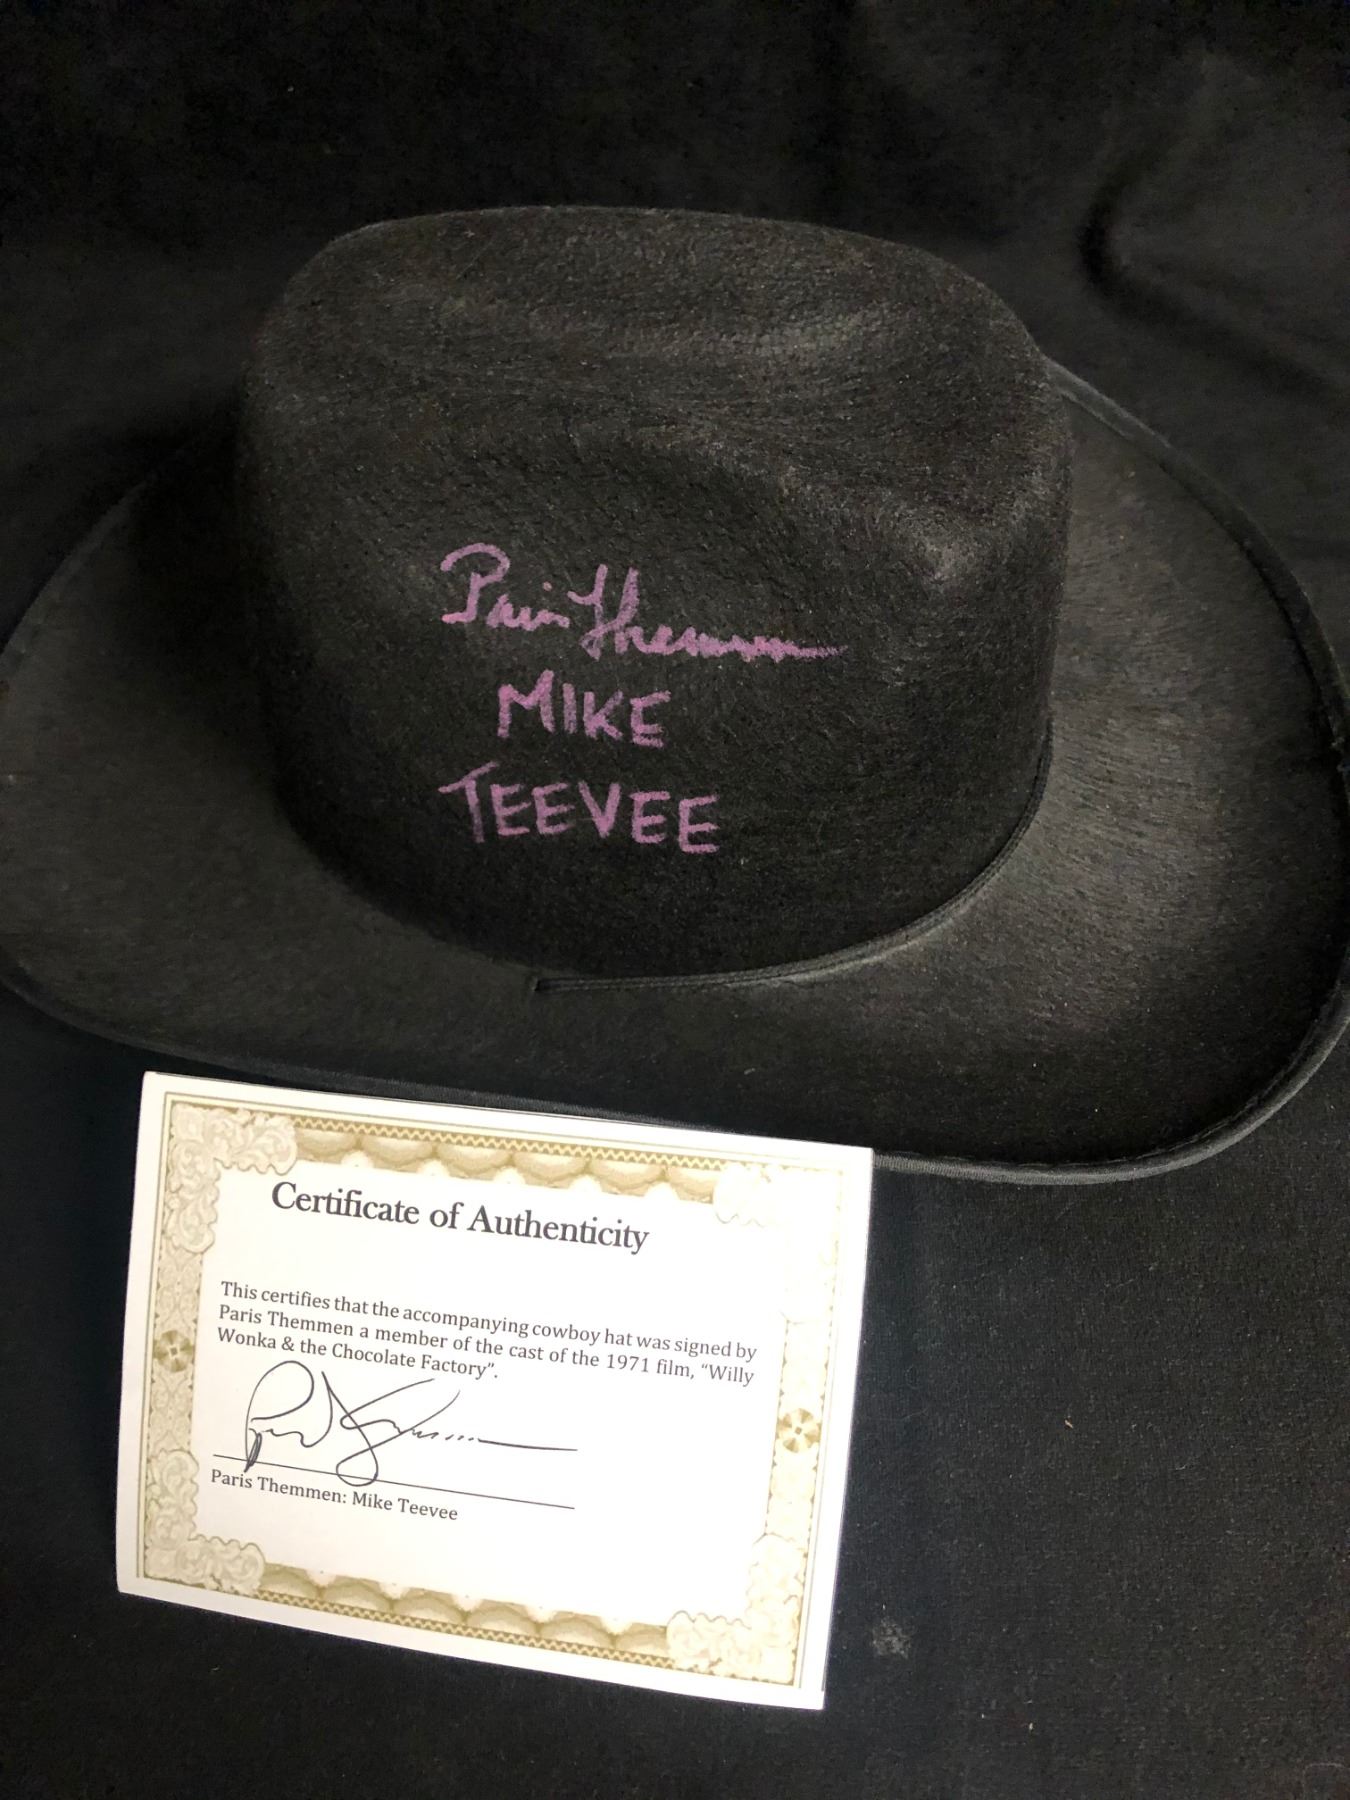 Paris Themmen
MIKE
TEEVEE
Certificate of Authenticity
This certifies that the accompanying cowboy hat was signed by
Paris Themmen a member of the cast of the 1971 film, “Willy
Wonka & the Chocolate Factory”.
Paris Themmen: Mike Teevee